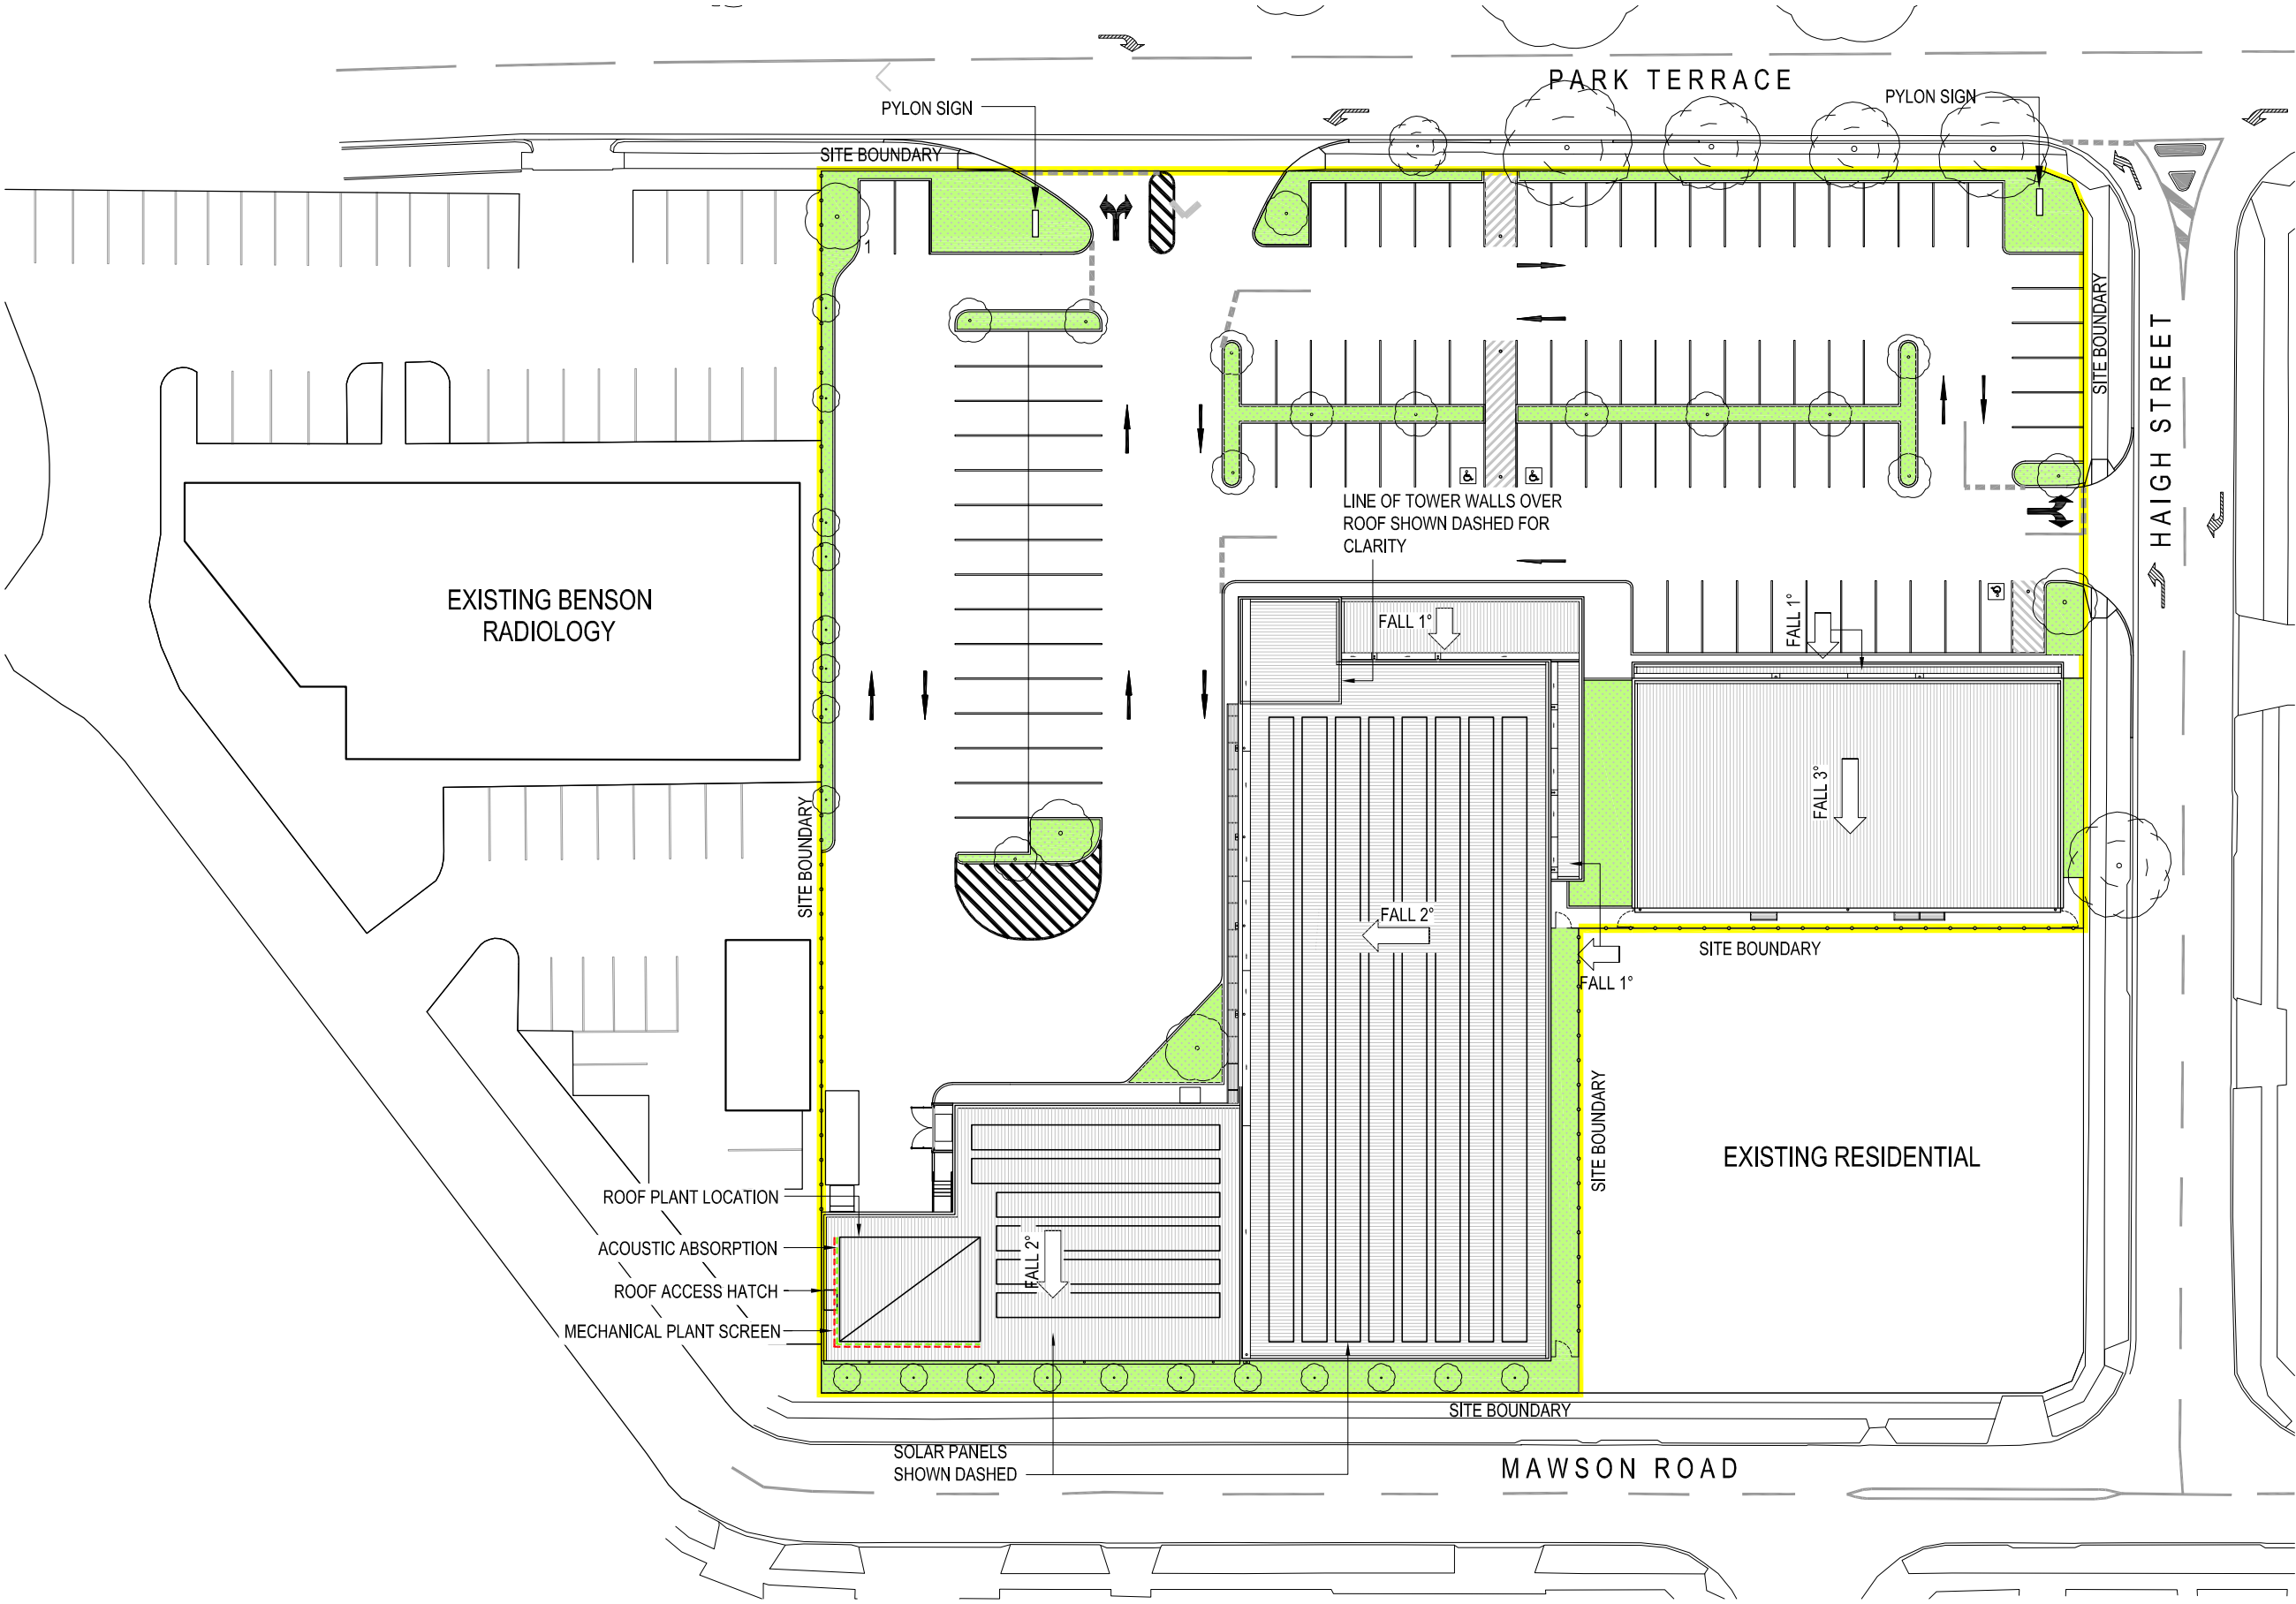 PARK TERRACE
PYLON SIGN
PYLON SIGN
SITE BOUNDARY
1
SITE BOUNDARY
HAIGH STREET
LINE OF TOWER WALLS OVER
ROOF SHOWN DASHED FOR
CLARITY
EXISTING BENSON
RADIOLOGY
FALL 1°
FALL 1°
FALL 3°
SITE BOUNDARY
FALL 2°
SITE BOUNDARY
FALL 1°
SITE BOUNDARY
EXISTING RESIDENTIAL
ROOF PLANT LOCATION
ACOUSTIC ABSORPTION
FALL 2°
ROOF ACCESS HATCH
MECHANICAL PLANT SCREEN
SITE BOUNDARY
SOLAR PANELS
SHOWN DASHED
MAWSON ROAD